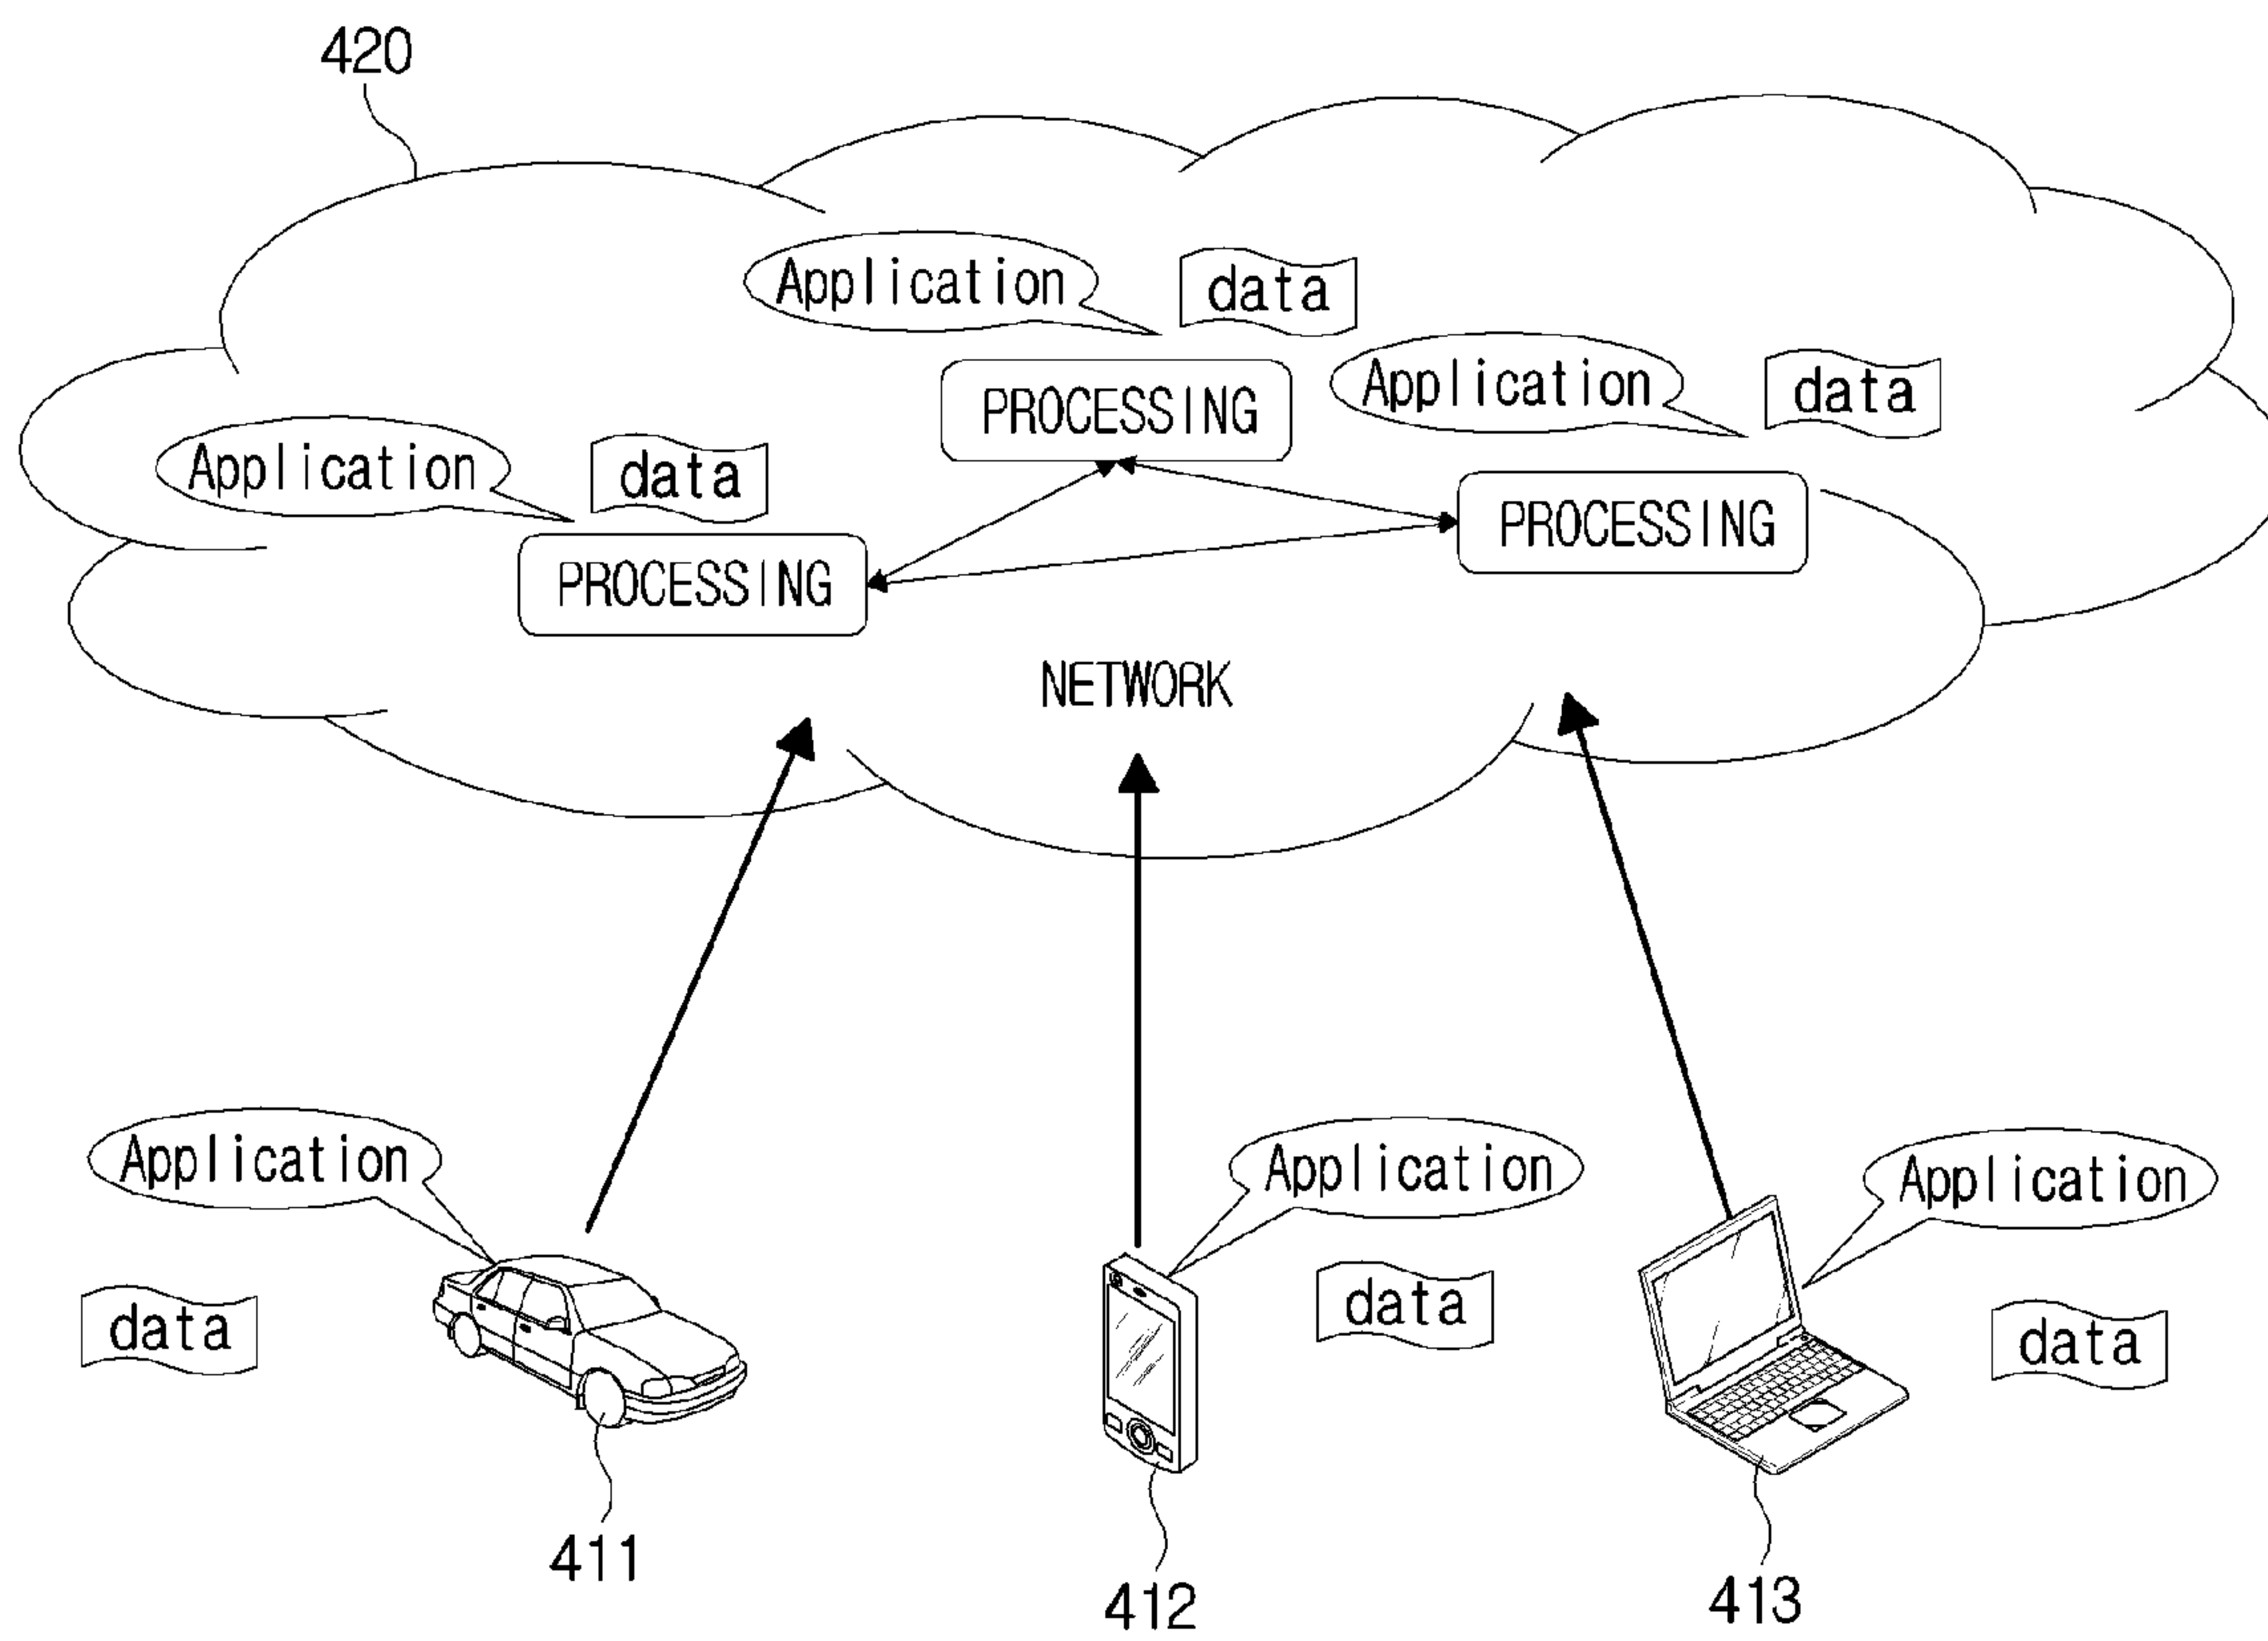 420
Application
data
Application
data
PROCESSING
Application
data
PROCESSING
PROCESSING
NETWORK
Application
Application
Application
data
data
data
411
412
413